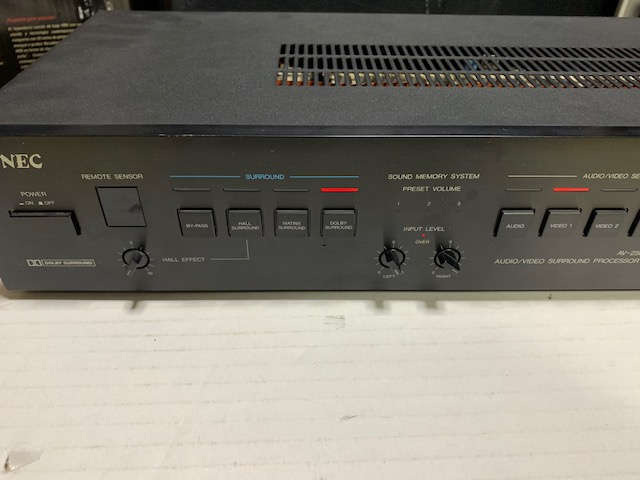 NEC
REMOTE SENSOR
SURROUND
SOUND MEMORY SYSTEM
AUDIO/VIDEO SE
PRESET VOLUME
POWER
ON OFF
1 2 3
BY-PASS
HALL SURROUND
MATRIX SURROUND
DOLBY SURROUND
INPUT LEVEL
OVER
AUDIO
VIDEO 1
VIDEO 2
DOLBY SURROUND
HALL EFFECT
LEFT
RIGHT
AUDIO/VIDEO SURROUND PROCESSOR